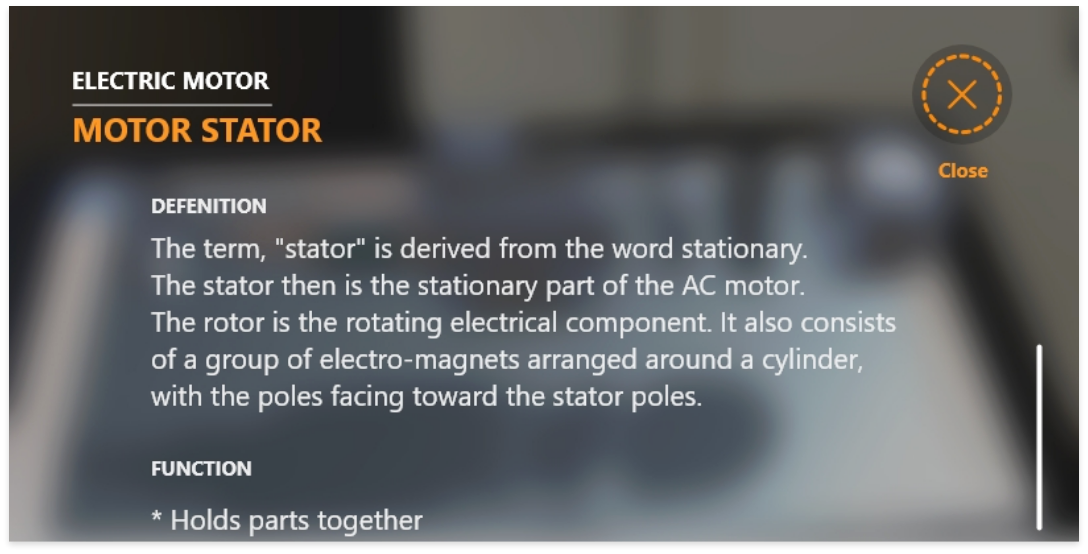 ELECTRIC MOTOR
MOTOR STATOR
Close
DEFENITION
The term, "stator" is derived from the word stationary.
The stator then is the stationary part of the AC motor.
The rotor is the rotating electrical component. It also consists
of a group of electro-magnets arranged around a cylinder,
with the poles facing toward the stator poles.
FUNCTION
* Holds parts together